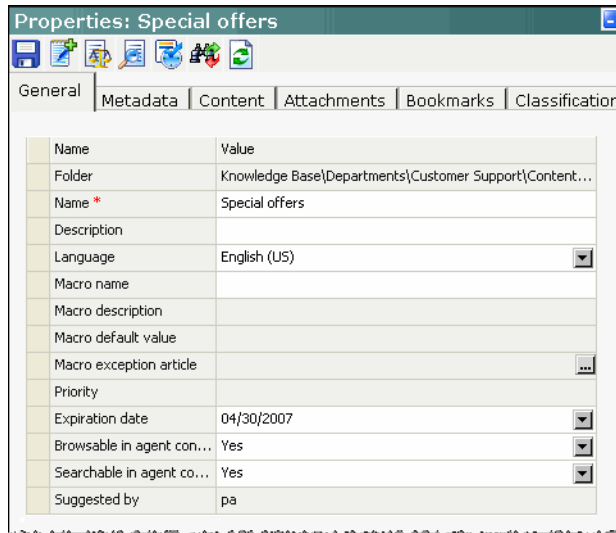 Properties: Special offers
General Metadata Content Attachments Bookmarks Classification
Name Value
Folder Knowledge Base\Departments\Customer Support\Content...
Name * Special offers
Description
Language English (US)
Macro name
Macro description
Macro default value
Macro exception article ...
Priority
Expiration date 04/30/2007
Browsable in agent con... Yes
Searchable in agent co... Yes
Suggested by pa